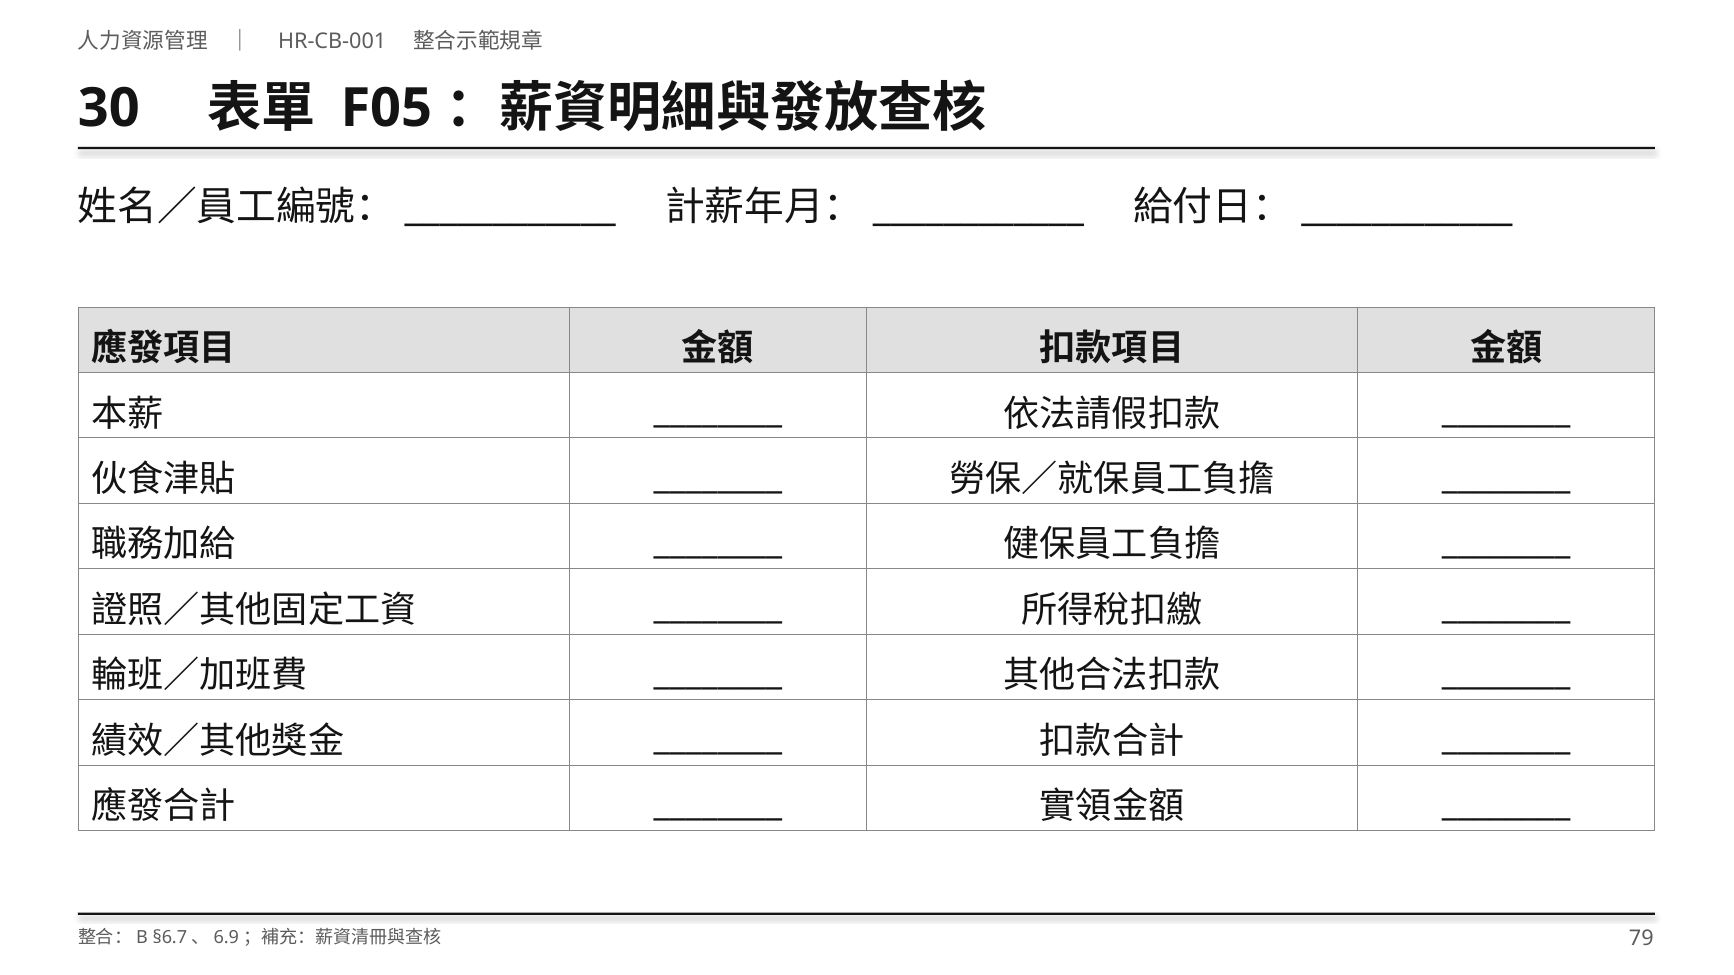 人力資源管理 ｜ HR-CB-001 整合示範規章
30 表單 F05：薪資明細與發放查核
姓名／員工編號：____________ 計薪年月：____________ 給付日：____________
應發項目 金額 扣款項目 金額
本薪 ________ 依法請假扣款 ________
伙食津貼 ________ 勞保／就保員工負擔 ________
職務加給 ________ 健保員工負擔 ________
證照／其他固定工資 ________ 所得稅扣繳 ________
輪班／加班費 ________ 其他合法扣款 ________
績效／其他獎金 ________ 扣款合計 ________
應發合計 ________ 實領金額 ________
整合：B §6.7、6.9；補充：薪資清冊與查核 79